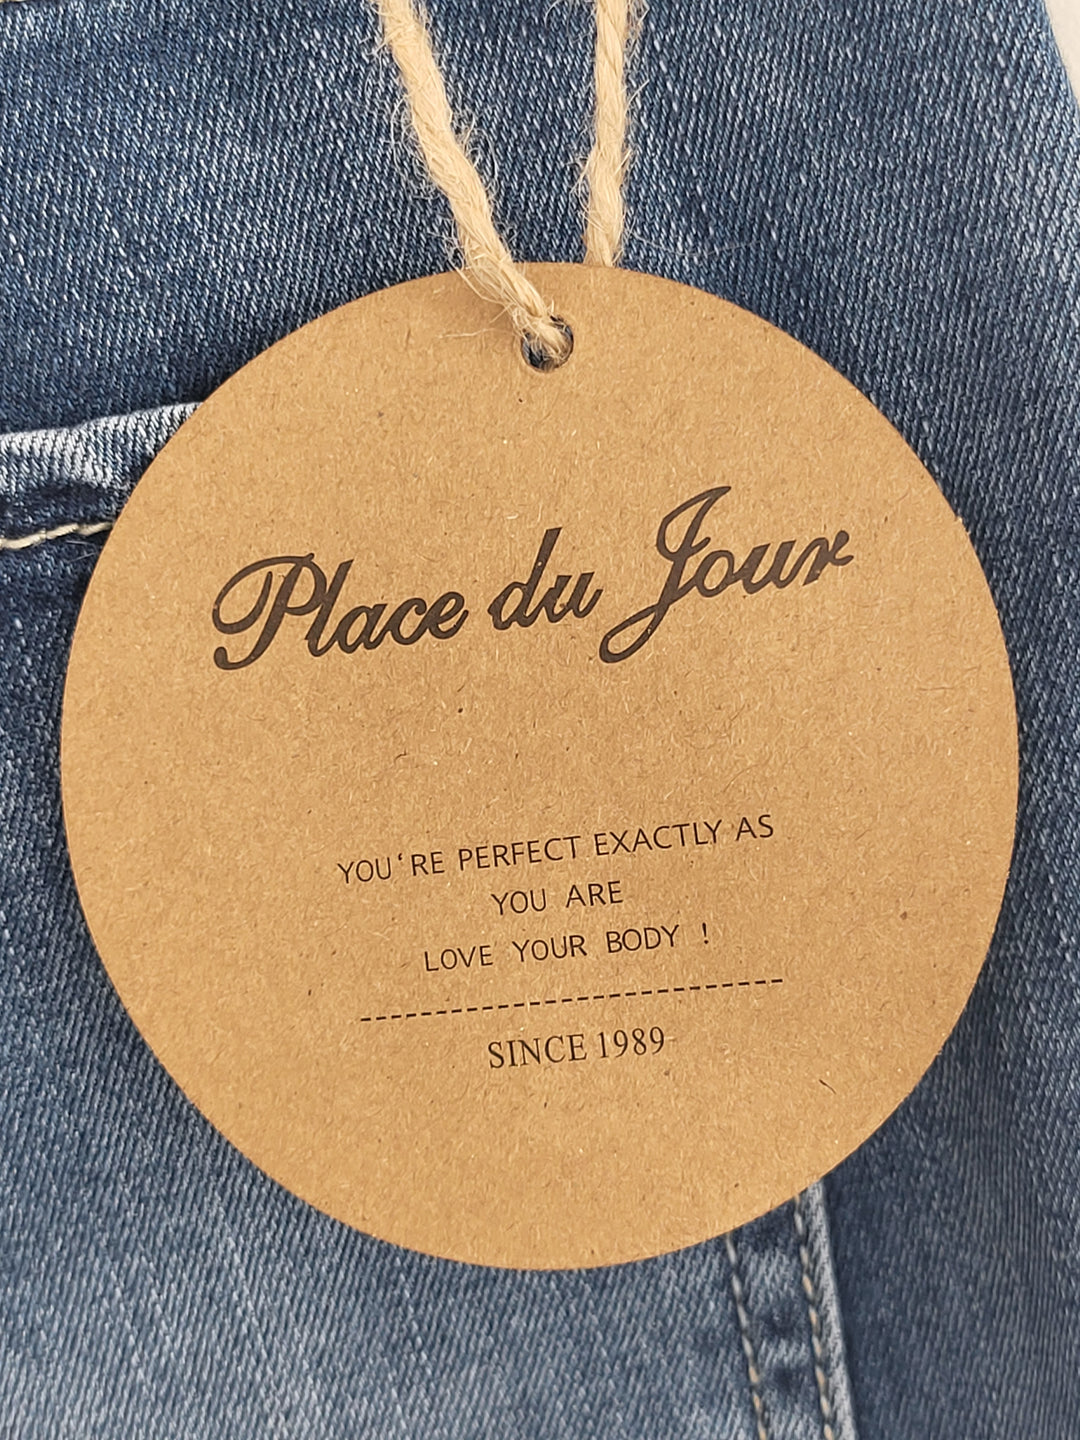 Place du Jour
YOU‘RE PERFECT EXACTLY AS
YOU ARE
LOVE YOUR BODY !
--------------------------
SINCE 1989